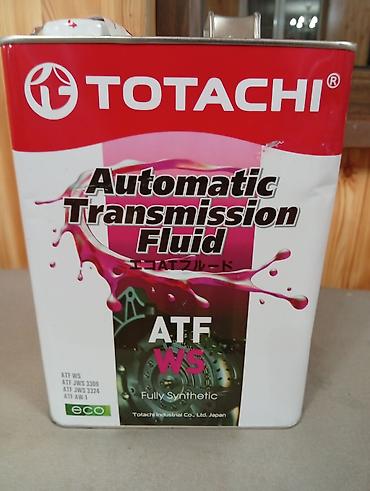 TOTACHI®
Automatic
Transmission
Fluid
エコATフルード
ATF
WS
ATF WS
ATF JWS 3309
ATF JWS 3324
ATF AW-1
eco
Fully Synthetic
Totachi Industrial Co., Ltd. Japan